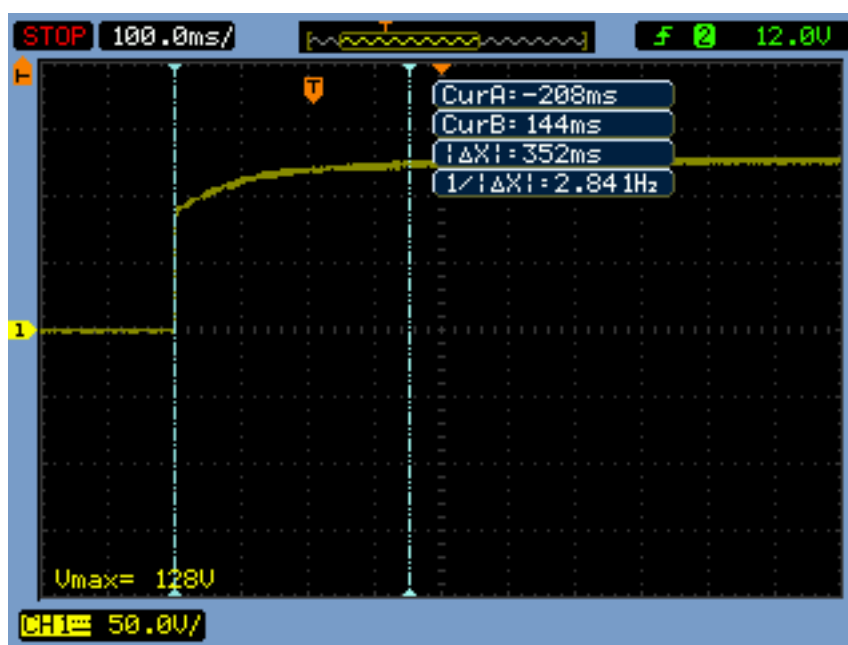 STOP 100.0ms/ 2 12.0V
T
T
CurA:-208ms
CurB: 144ms
|ΔX|:352ms
1/|ΔX|:2.841Hz
1
Vmax= 128V
CH1 50.0V/